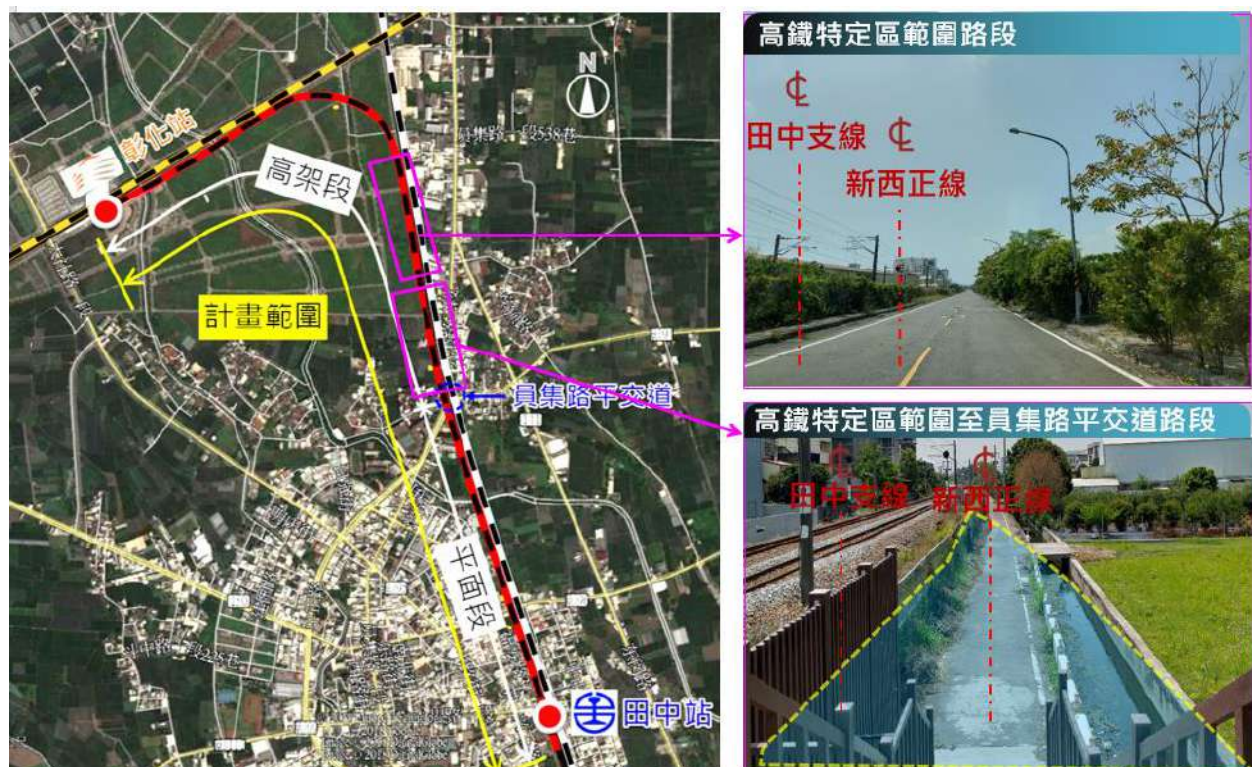 N
彰化站
高架段
計畫範圍
員集路平交道
平面段
田中站
高鐵特定區範圍路段
田中支線
新西正線
高鐵特定區範圍至員集路平交道路段
田中支線
新西正線